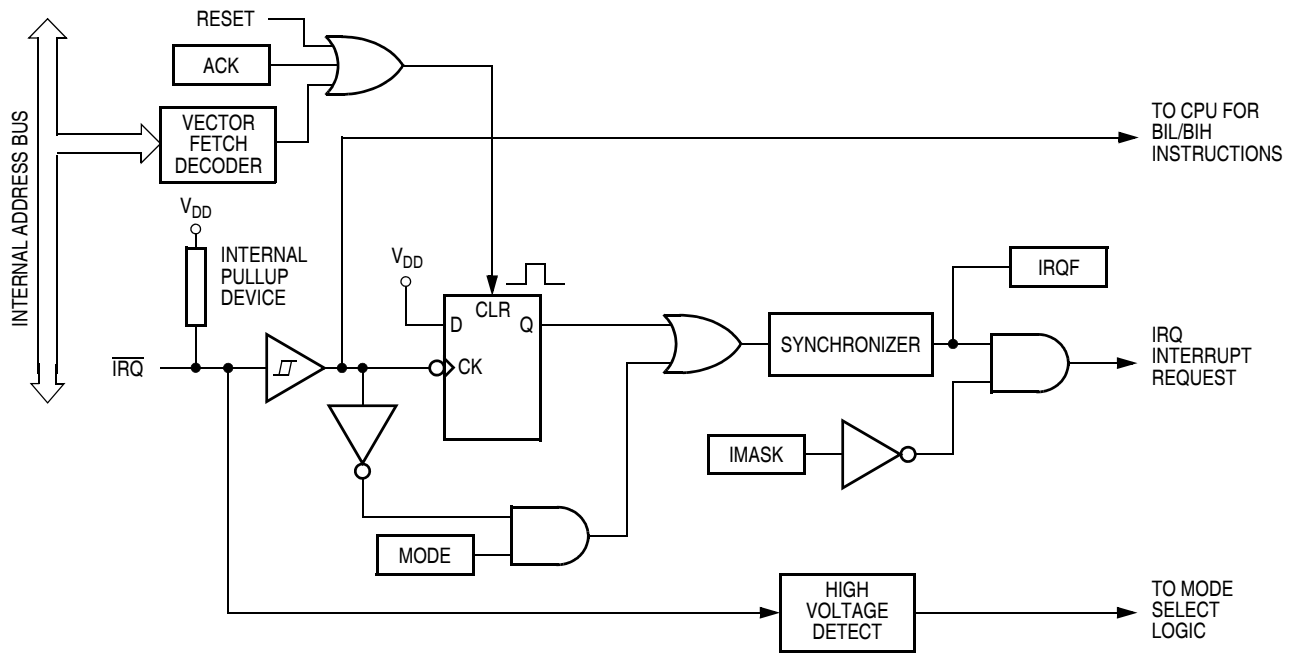 RESET
ACK
VECTOR
FETCH
DECODER
INTERNAL ADDRESS BUS
TO CPU FOR
BIL/BIH
INSTRUCTIONS
VDD
INTERNAL
PULLUP
DEVICE
VDD
CLR
D
Q
CK
IRQ
IRQF
SYNCHRONIZER
IRQ
INTERRUPT
REQUEST
IMASK
MODE
HIGH
VOLTAGE
DETECT
TO MODE
SELECT
LOGIC